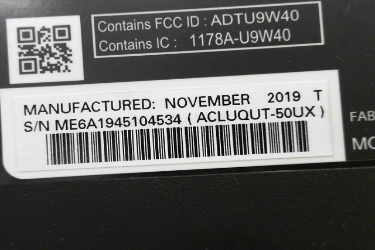 Contains FCC ID : ADTU9W40
Contains IC : 1178A-U9W40
MANUFACTURED: NOVEMBER 2019 T
S/N ME6A1945104534 ( ACLUQUT-50UX )
FAB
MO